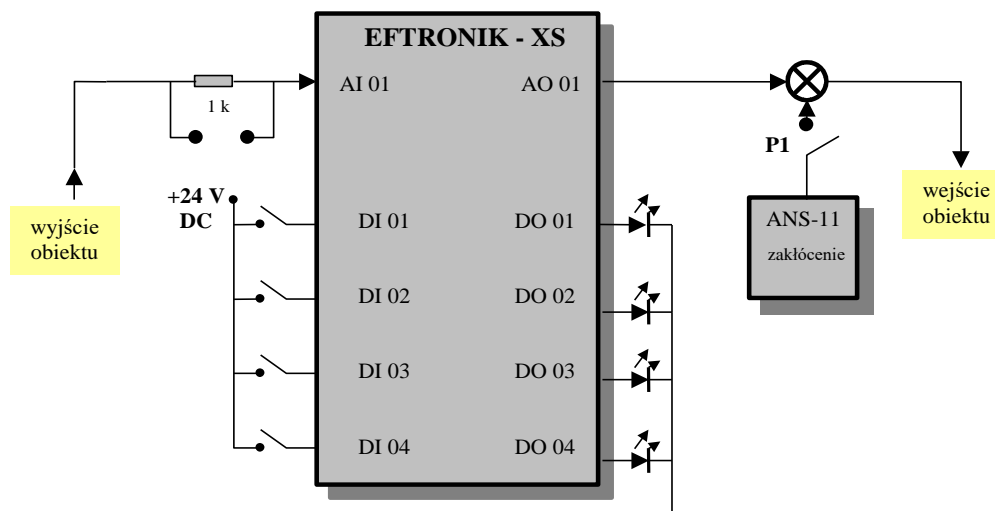 EFTRONIK - XS
AI 01
AO 01
1 k
P1
+24 V
DC
wyjście
obiektu
wejście
obiektu
DI 01
DO 01
ANS-11
zakłócenie
DI 02
DO 02
DI 03
DO 03
DI 04
DO 04